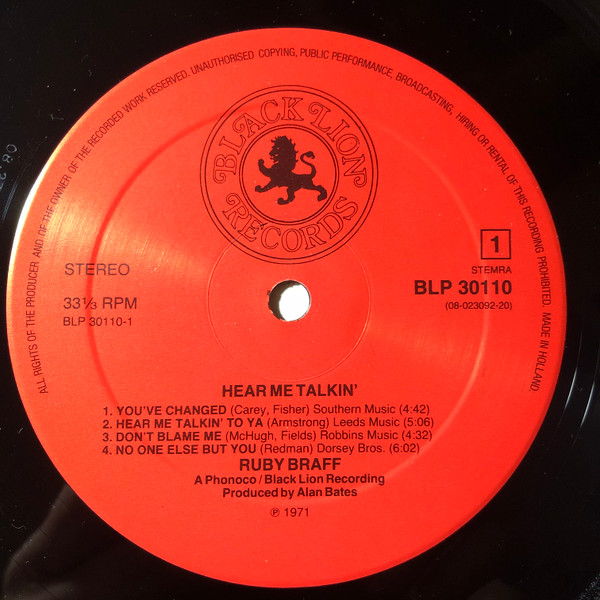 ALL RIGHTS OF THE PRODUCER AND OF THE OWNER OF THE RECORDED WORK RESERVED. UNAUTHORISED COPYING, PUBLIC PERFORMANCE, BROADCASTING, HIRING OR RENTAL OF THIS RECORDING PROHIBITED. MADE IN HOLLAND.
BLACK LION
RECORDS
STEREO
33⅓ RPM
BLP 30110-1
1
STEMRA
BLP 30110
(08-023092-20)
HEAR ME TALKIN'
1. YOU'VE CHANGED (Carey, Fisher) Southern Music (4:42)
2. HEAR ME TALKIN' TO YA (Armstrong) Leeds Music (5:06)
3. DON'T BLAME ME (McHugh, Fields) Robbins Music (4:32)
4. NO ONE ELSE BUT YOU (Redman) Dorsey Bros. (6:02)
RUBY BRAFF
A Phonoco / Black Lion Recording
Produced by Alan Bates
℗ 1971